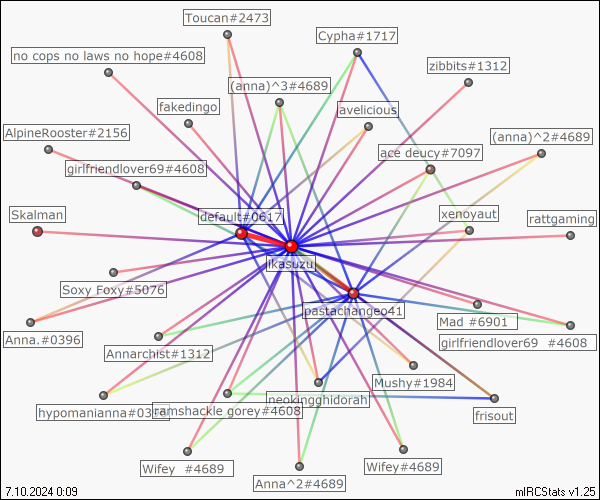 Toucan#2473
Cypha#1717
no cops no laws no hope#4608
zibbits#1312
(anna)^3#4689
fakedingo
javelicious
AlpineRooster#2156
(anna)^2#4689
ace deucy#7097
girlfriendlover69#4608
Skalman
default#0617
xenoyaut
rattgaming
ikasuzu
Soxy Foxy#5076
pastachangeo41
Anna.#0396
Mad #6901
girlfriendlover69 #4608
Annarchist#1312
Mushy#1984
neokingghidorah
hypomanianna#03
ramshackle gorey#4608
frisout
Wifey #4689
Wifey#4689
Anna^2#4689
7.10.2024 0:09
mIRCStats v1.25